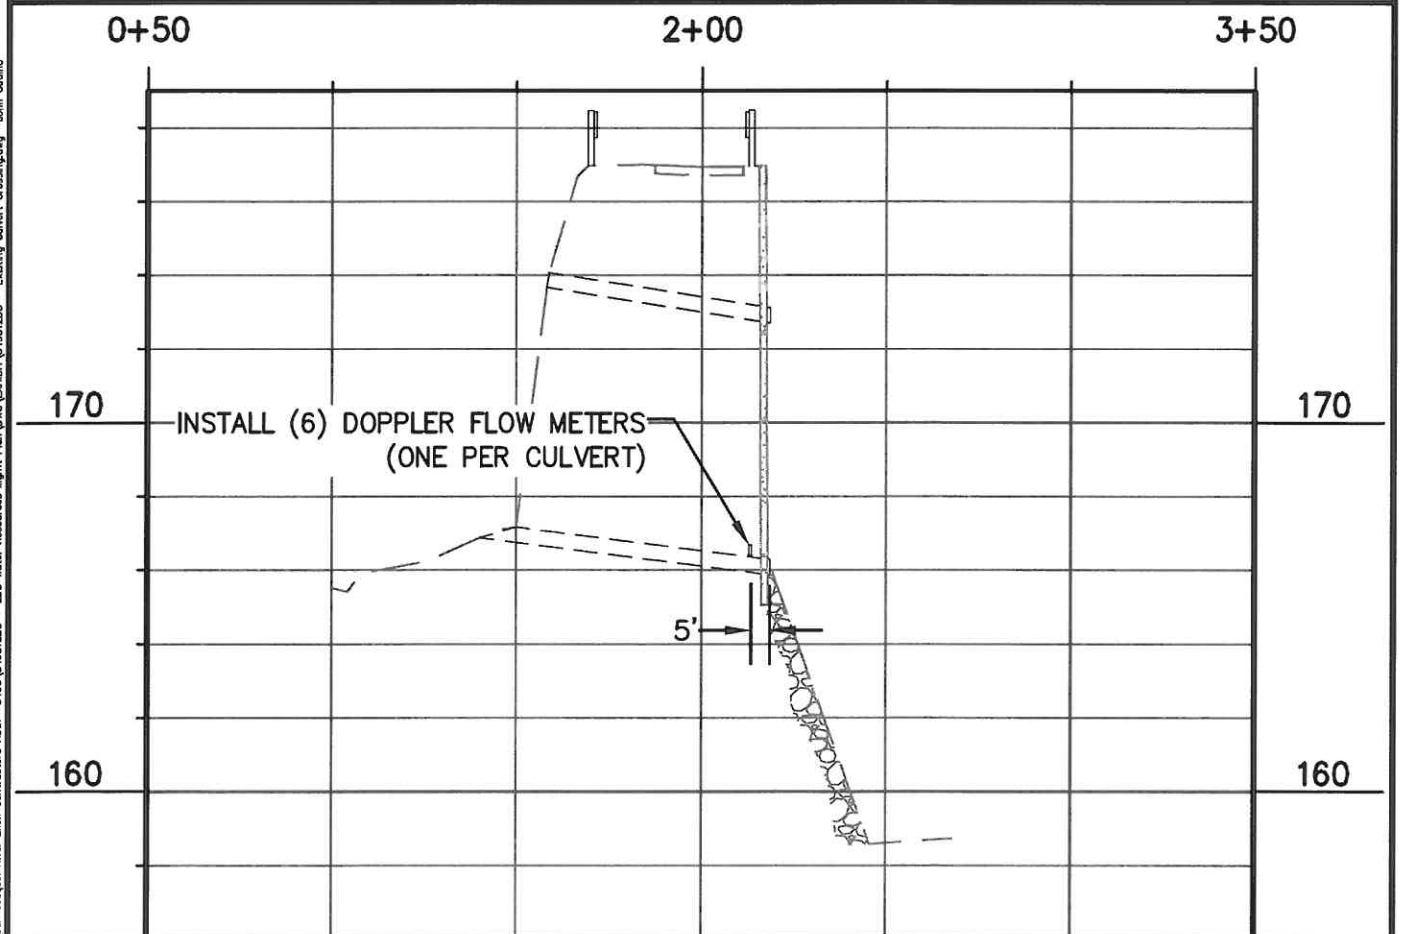 0+50 2+00 3+50
170 170
INSTALL (6) DOPPLER FLOW METERS
(ONE PER CULVERT)
5'
160 160